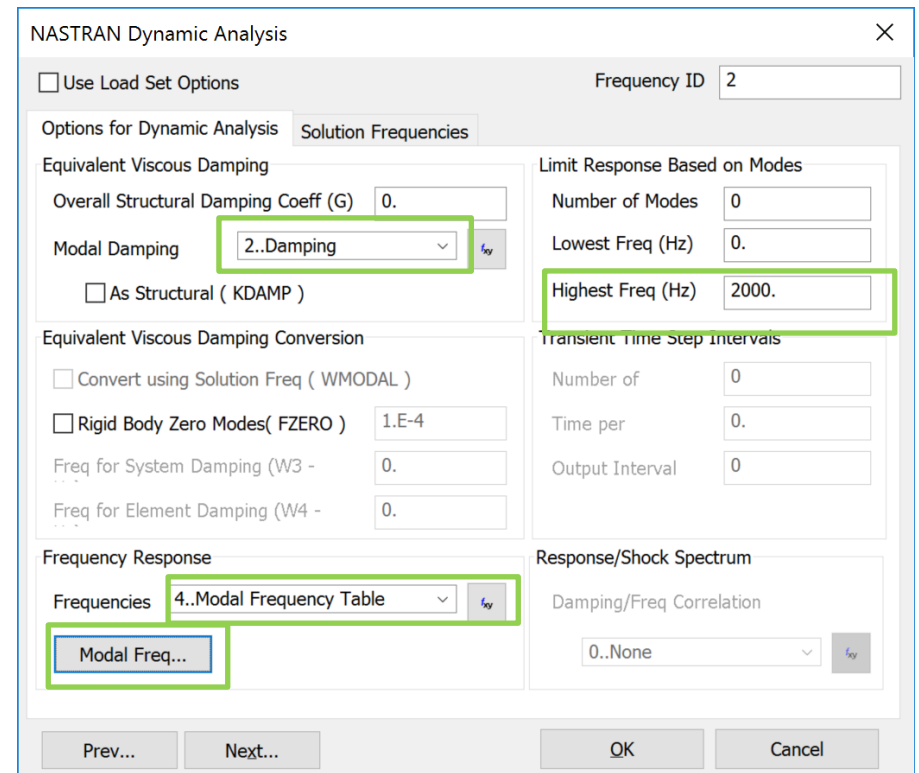 NASTRAN Dynamic Analysis
Use Load Set Options
Frequency ID 2
Options for Dynamic Analysis
Solution Frequencies
Equivalent Viscous Damping
Overall Structural Damping Coeff (G) 0.
Modal Damping 2..Damping
As Structural ( KDAMP )
Limit Response Based on Modes
Number of Modes 0
Lowest Freq (Hz) 0.
Highest Freq (Hz) 2000.
Equivalent Viscous Damping Conversion
Convert using Solution Freq ( WMODAL )
Rigid Body Zero Modes( FZERO ) 1.E-4
Freq for System Damping (W3 - 0.
Freq for Element Damping (W4 - 0.
Transient Time Step Intervals
Number of 0
Time per 0.
Output Interval 0
Frequency Response
Frequencies 4..Modal Frequency Table
Modal Freq...
Response/Shock Spectrum
Damping/Freq Correlation
0..None
Prev...
Next...
OK
Cancel